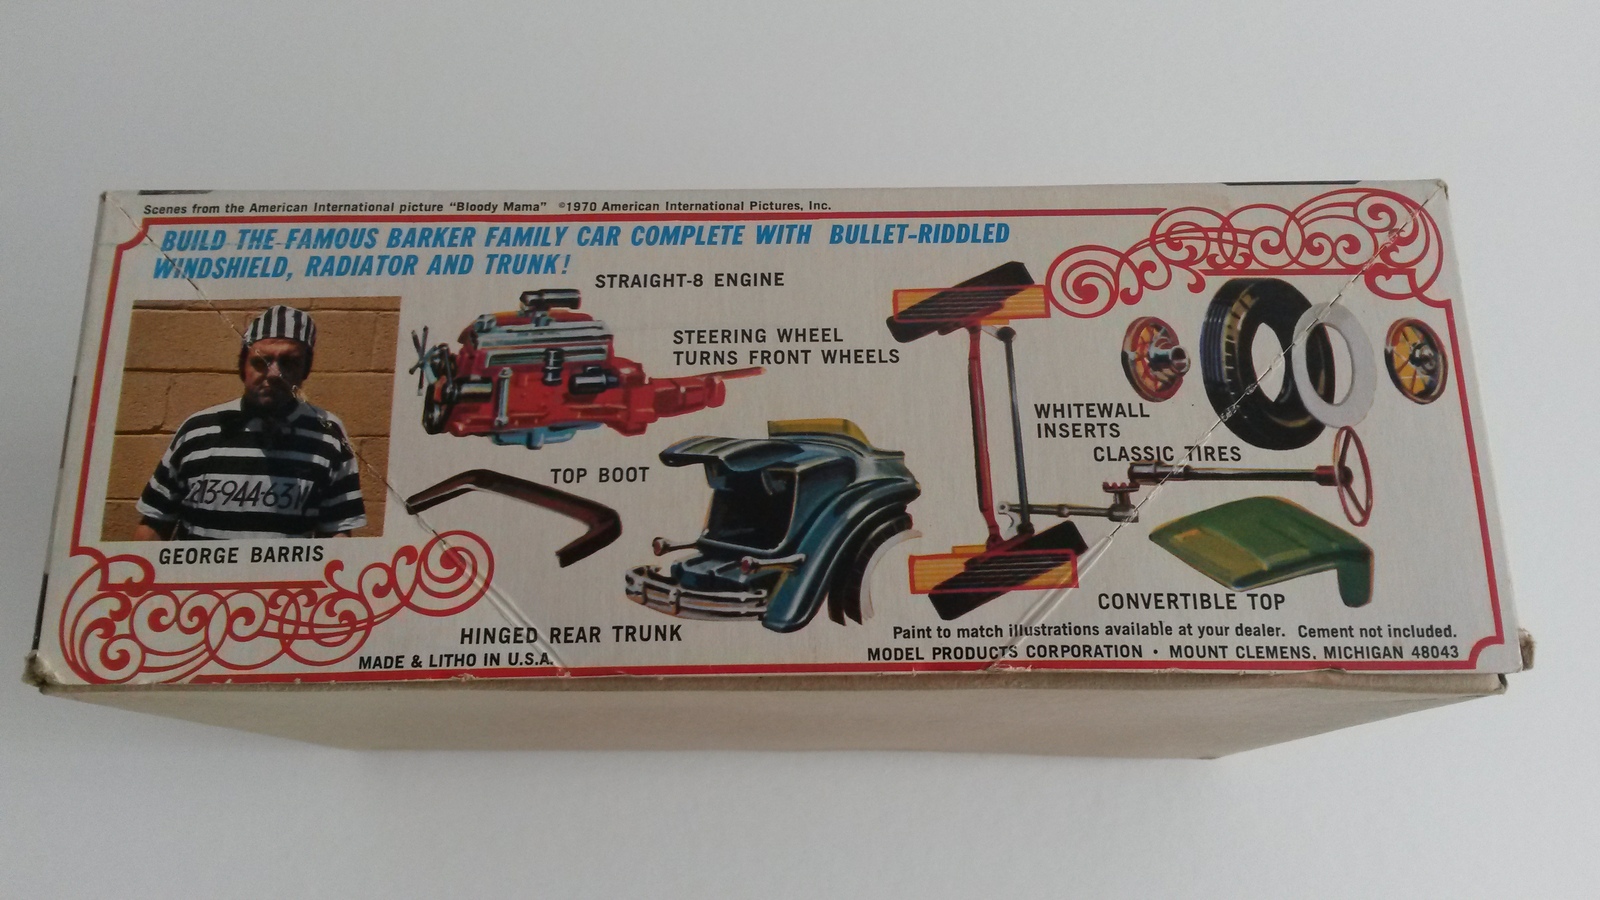 Scenes from the American International picture "Bloody Mama" ©1970 American International Pictures, Inc.
BUILD THE FAMOUS BARKER FAMILY CAR COMPLETE WITH BULLET-RIDDLED
WINDSHIELD, RADIATOR AND TRUNK!
STRAIGHT-8 ENGINE
STEERING WHEEL
TURNS FRONT WHEELS
WHITEWALL
INSERTS
CLASSIC TIRES
TOP BOOT
GEORGE BARRIS
CONVERTIBLE TOP
HINGED REAR TRUNK
Paint to match illustrations available at your dealer. Cement not included.
MADE & LITHO IN U.S.A.
MODEL PRODUCTS CORPORATION • MOUNT CLEMENS, MICHIGAN 48043